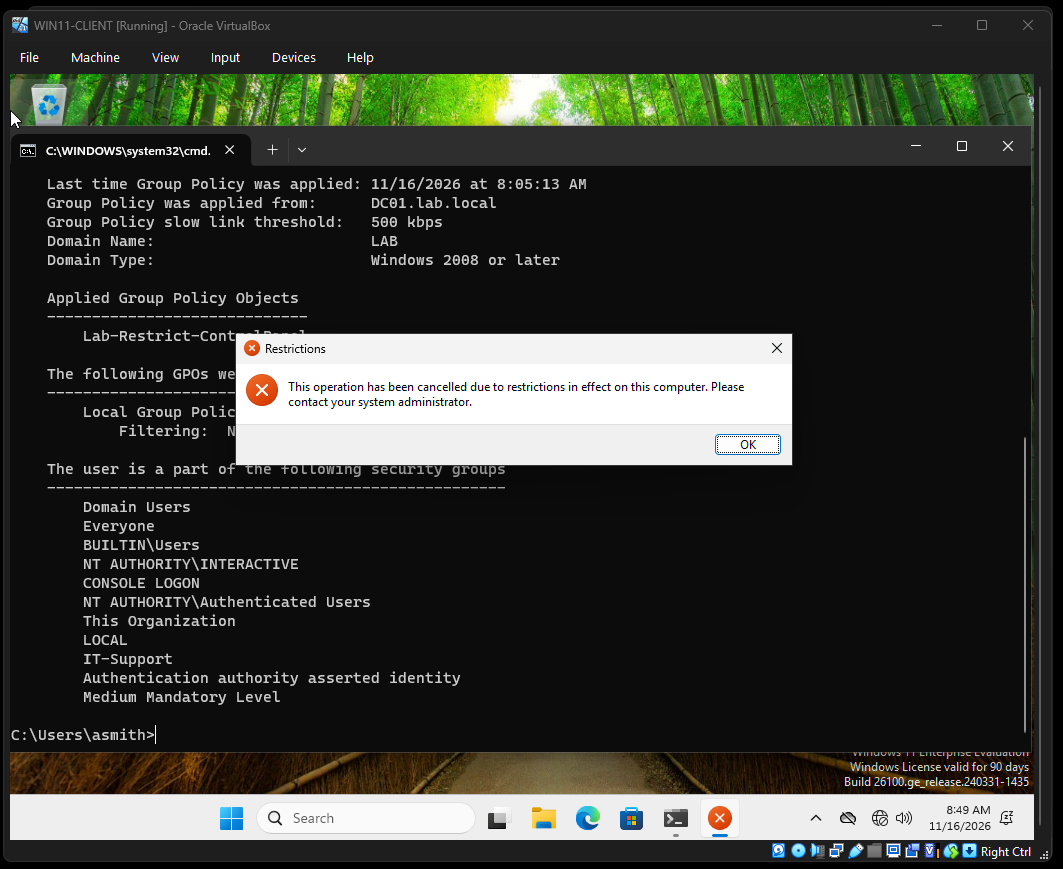 WIN11-CLIENT [Running] - Oracle VirtualBox
File Machine View Input Devices Help
C:\WINDOWS\system32\cmd.
Last time Group Policy was applied: 11/16/2026 at 8:05:13 AM
Group Policy was applied from: DC01.lab.local
Group Policy slow link threshold: 500 kbps
Domain Name: LAB
Domain Type: Windows 2008 or later
Applied Group Policy Objects
-----------------------------
Lab-Restrict-ControlPanel
Restrictions
This operation has been cancelled due to restrictions in effect on this computer. Please
contact your system administrator.
OK
The following GPOs we
Local Group Polic
Filtering: N
The user is a part of the following security groups
---------------------------------------------------
Domain Users
Everyone
BUILTIN\Users
NT AUTHORITY\INTERACTIVE
CONSOLE LOGON
NT AUTHORITY\Authenticated Users
This Organization
LOCAL
IT-Support
Authentication authority asserted identity
Medium Mandatory Level
C:\Users\asmith>
Windows 11 Enterprise Evaluation
Windows License valid for 90 days
Build 26100.ge_release.240331-1435
Search
8:49 AM
11/16/2026
Right Ctrl